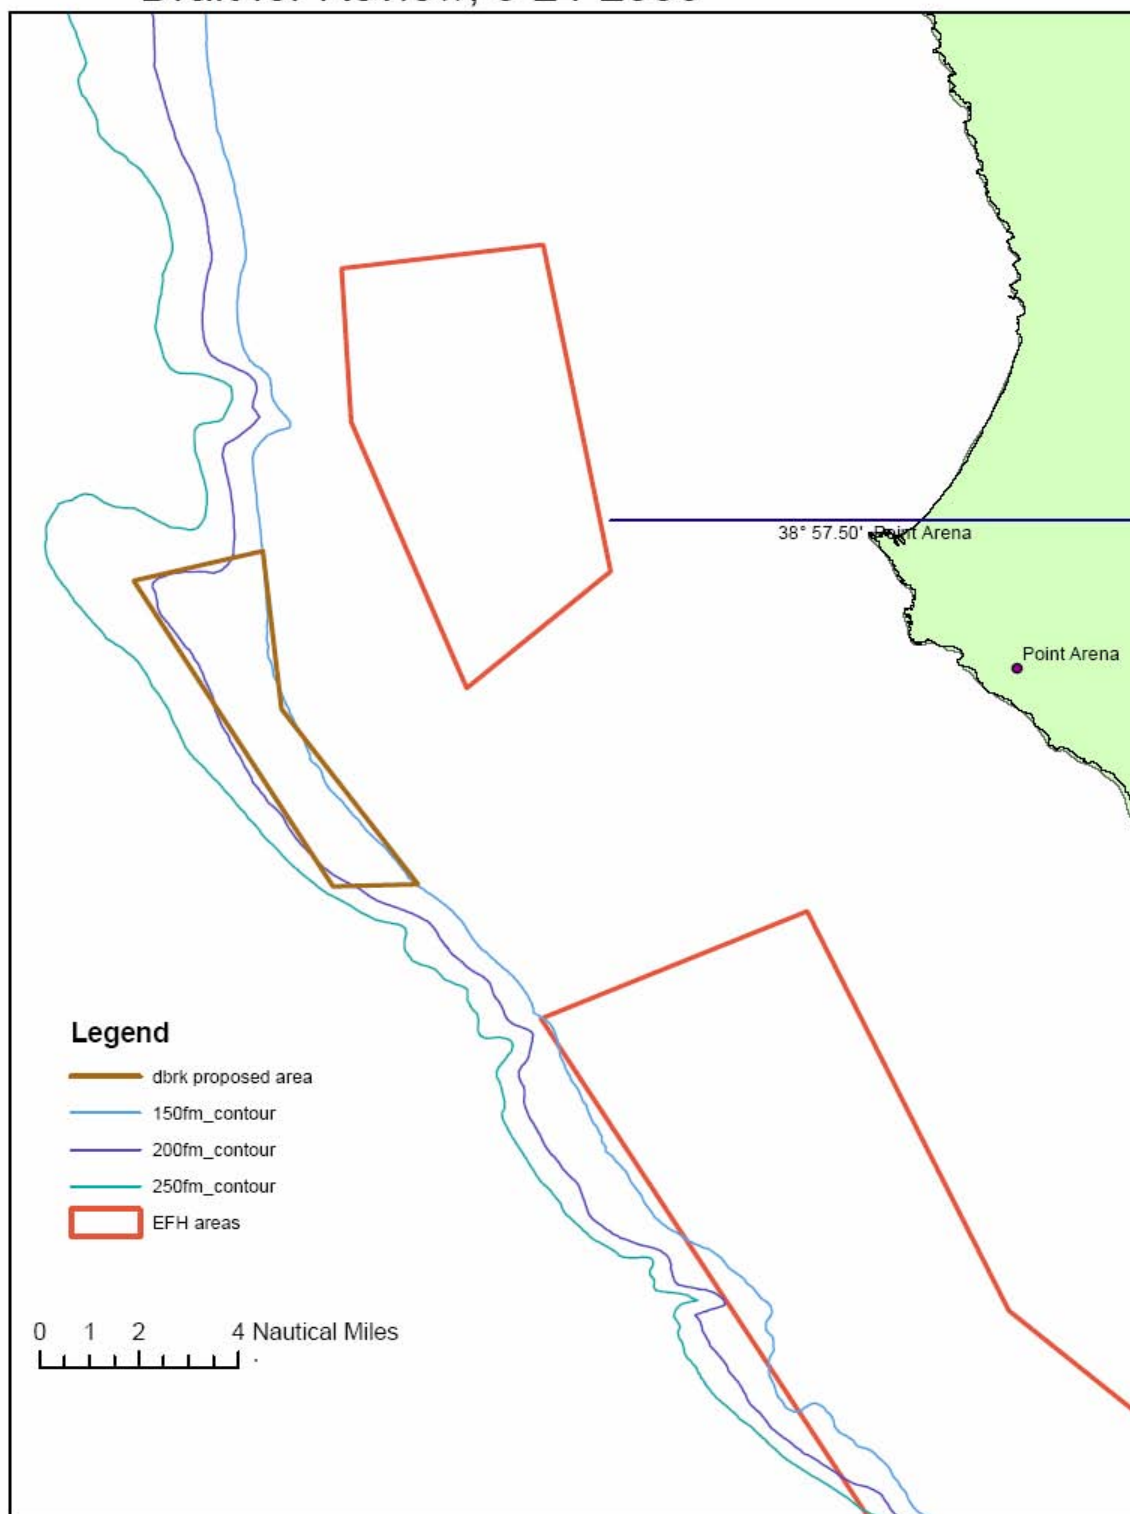 38° 57.50' Point Arena
Point Arena
Legend
dbrk proposed area
150fm_contour
200fm_contour
250fm_contour
EFH areas
0 1 2 4 Nautical Miles